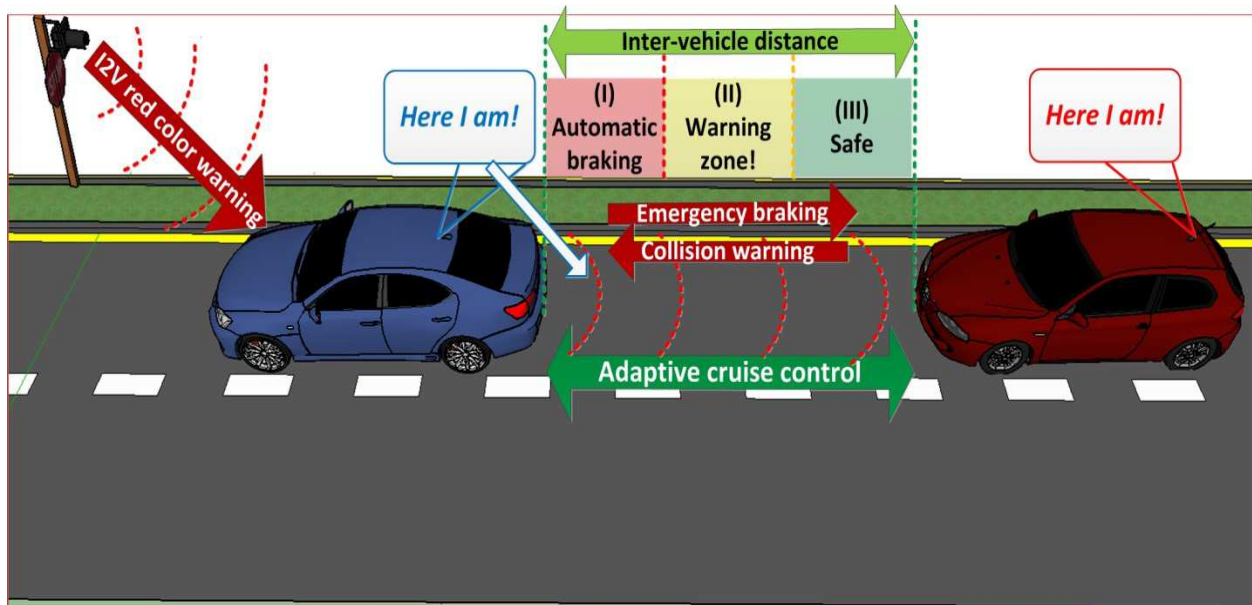 Inter-vehicle distance
I2V red color warning
Here I am!
(I)
Automatic
braking
(II)
Warning
zone!
(III)
Safe
Here I am!
Emergency braking
Collision warning
Adaptive cruise control